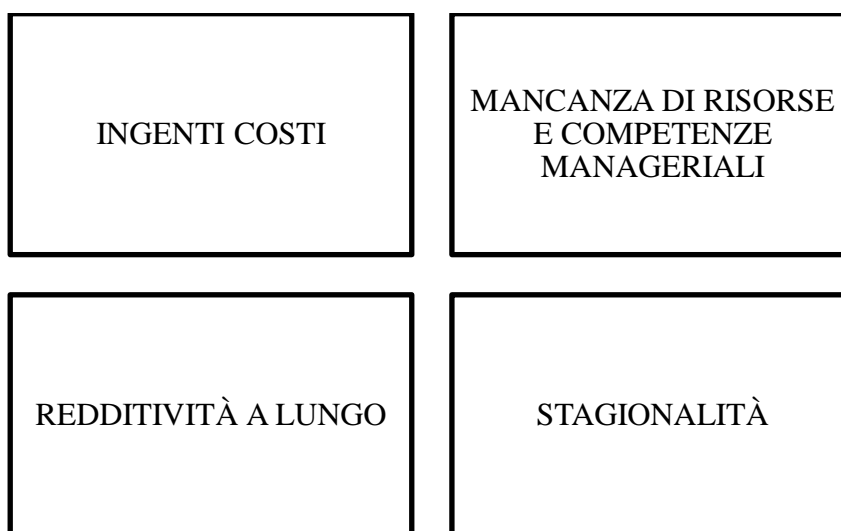 INGENTI COSTI
MANCANZA DI RISORSE
E COMPETENZE
MANAGERIALI
REDDITIVITÀ A LUNGO
STAGIONALITÀ